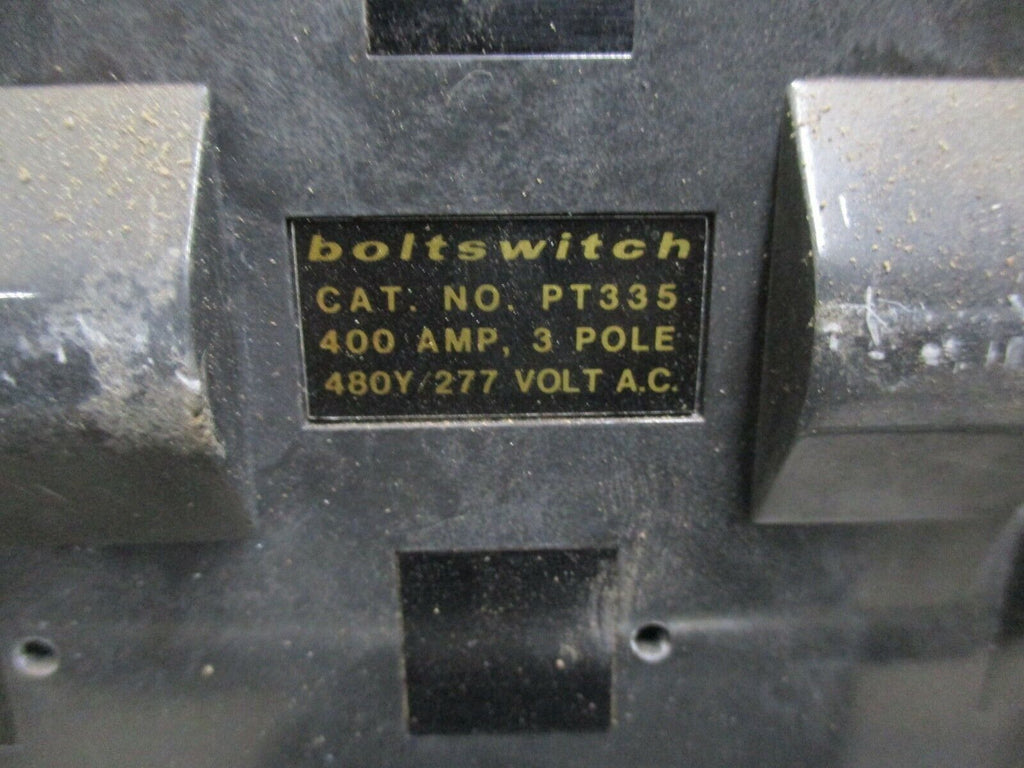 boltswitch
CAT. NO. PT335
400 AMP, 3 POLE
480Y/277 VOLT A.C.